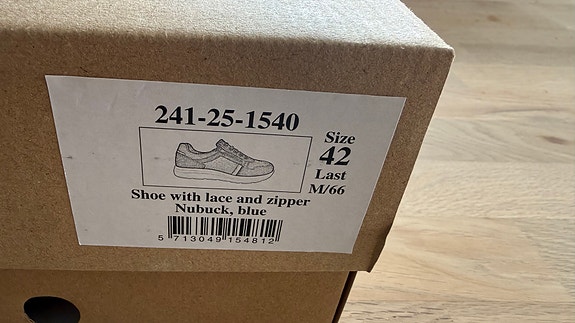 241-25-1540
Size
42
Last
M/66
Shoe with lace and zipper
Nubuck, blue
5 713049 154812